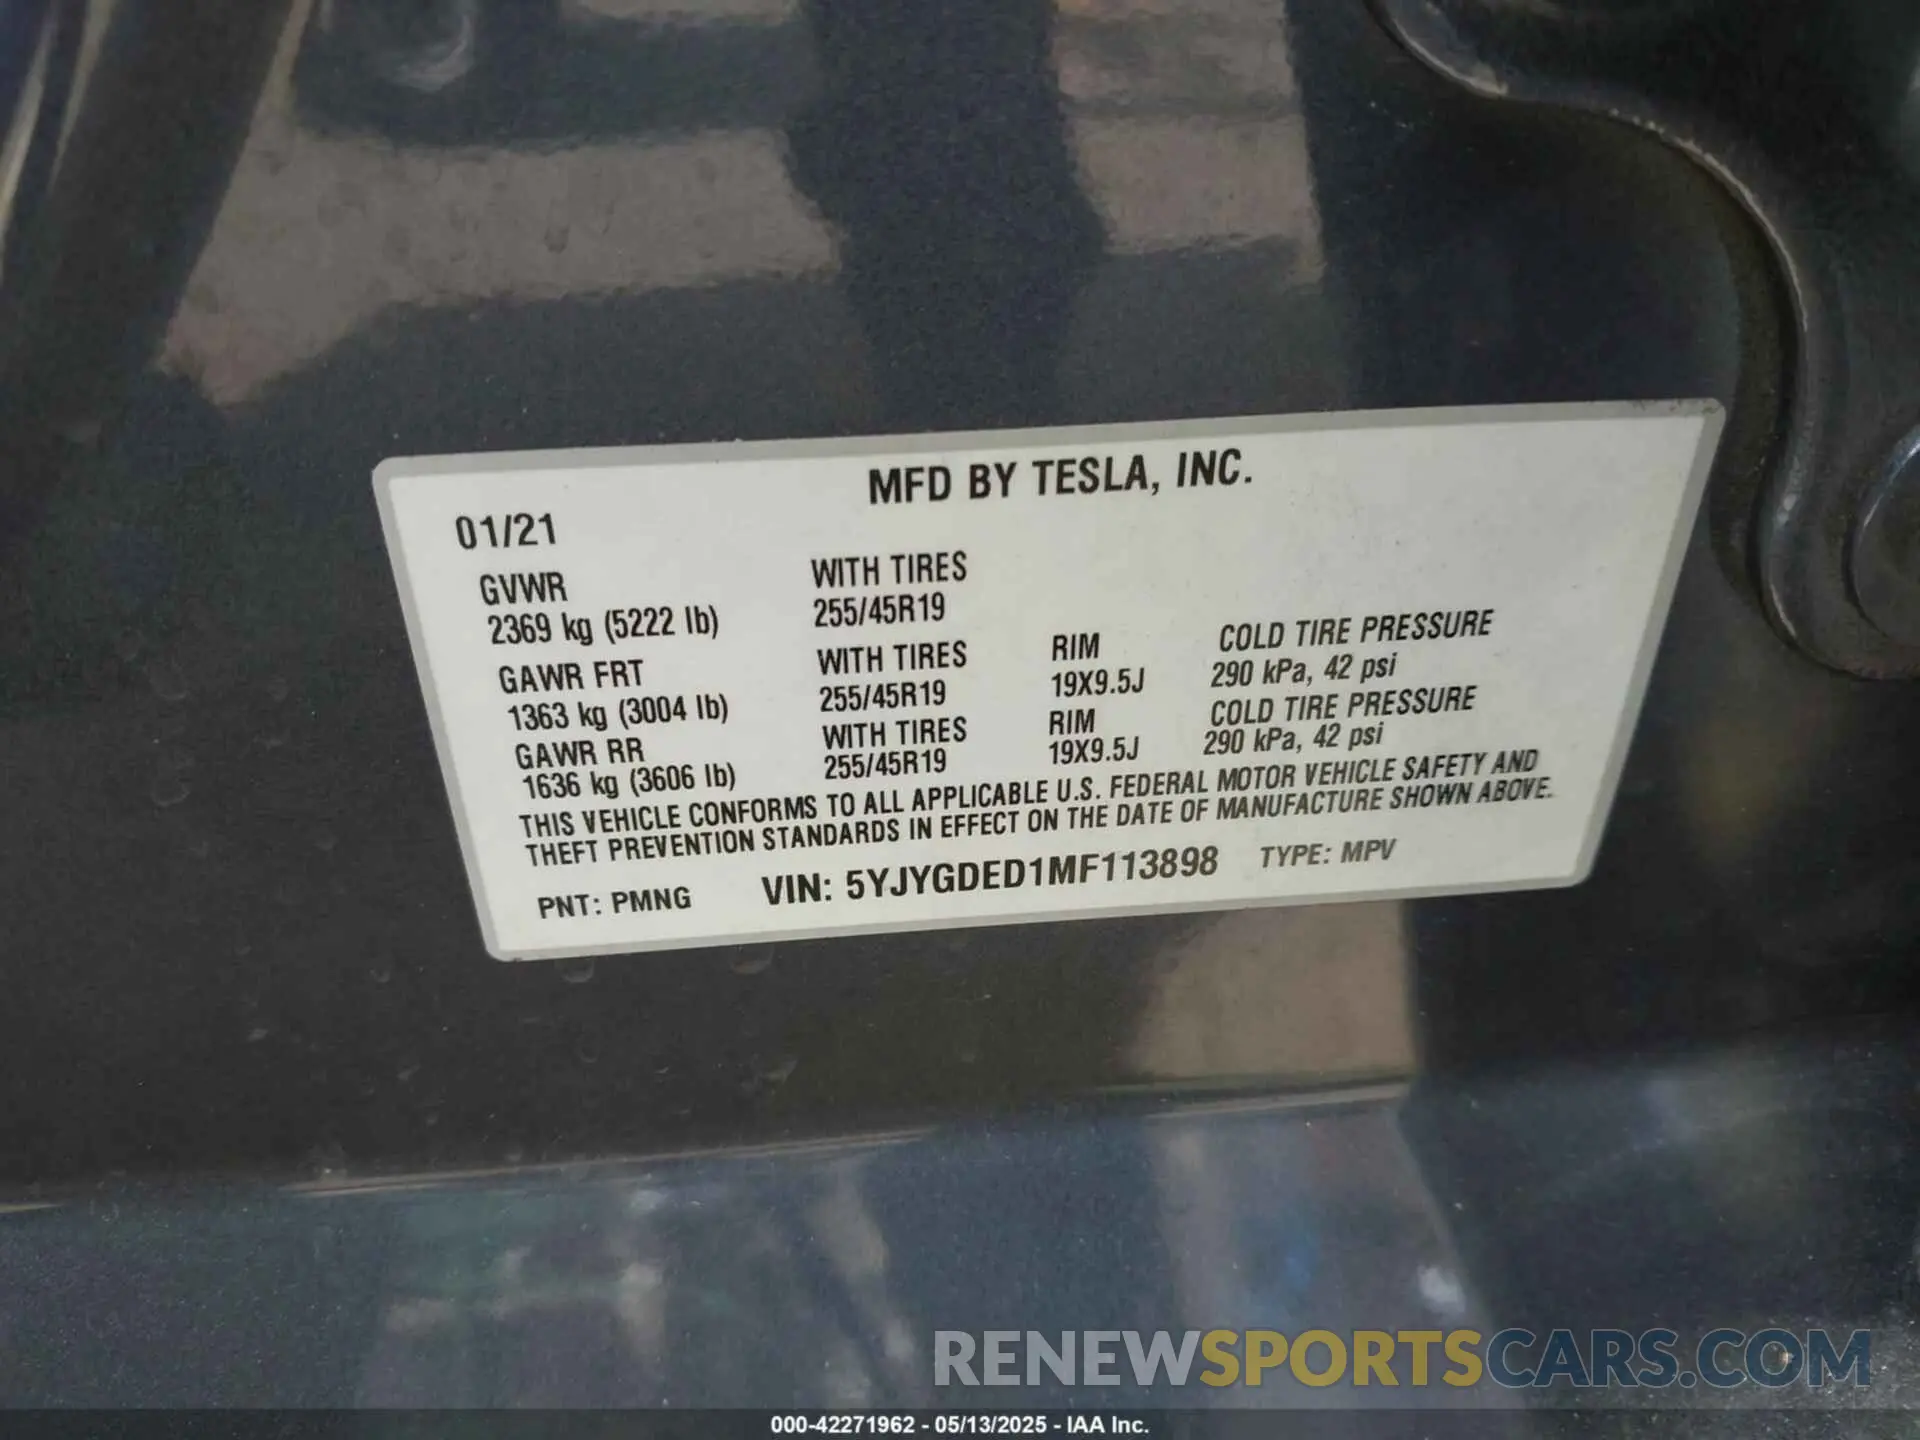 MFD BY TESLA, INC.
01/21
GVWR WITH TIRES
2369 kg (5222 lb) 255/45R19
GAWR FRT WITH TIRES RIM COLD TIRE PRESSURE
1363 kg (3004 lb) 255/45R19 19X9.5J 290 kPa, 42 psi
GAWR RR WITH TIRES RIM COLD TIRE PRESSURE
1636 kg (3606 lb) 255/45R19 19X9.5J 290 kPa, 42 psi
THIS VEHICLE CONFORMS TO ALL APPLICABLE U.S. FEDERAL MOTOR VEHICLE SAFETY AND
THEFT PREVENTION STANDARDS IN EFFECT ON THE DATE OF MANUFACTURE SHOWN ABOVE.
PNT: PMNG VIN: 5YJYGDED1MF113898 TYPE: MPV
RENEWSPORTSCARS.COM
000-42271962 - 05/13/2025 - IAA Inc.